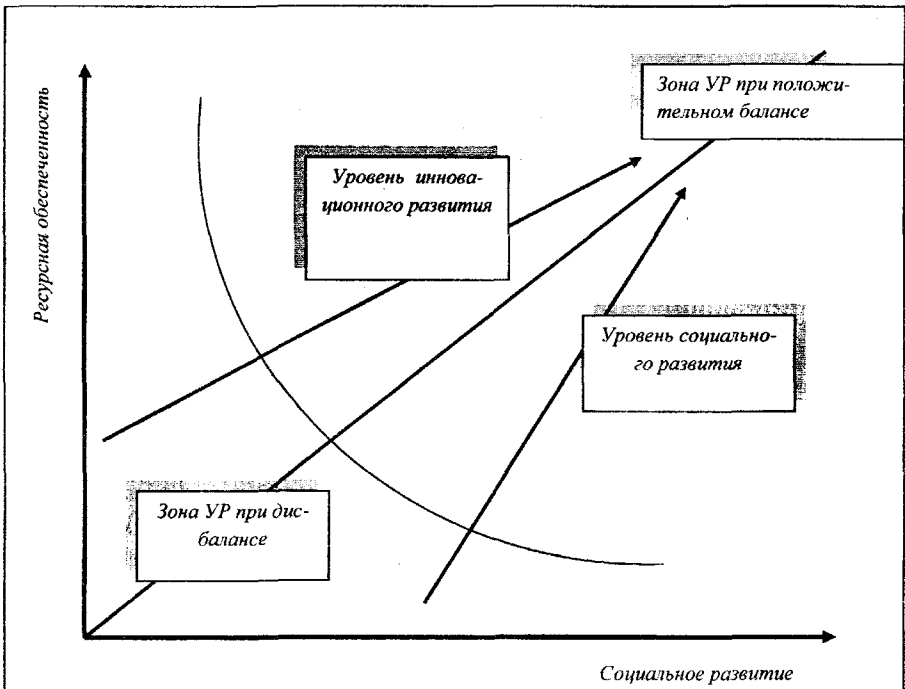 Ресурсная обеспеченность
Зона УР при положи-
тельном балансе
Уровень иннова-
ционного развития
Уровень социально-
го развития
Зона УР при дис-
балансе
Социальное развитие